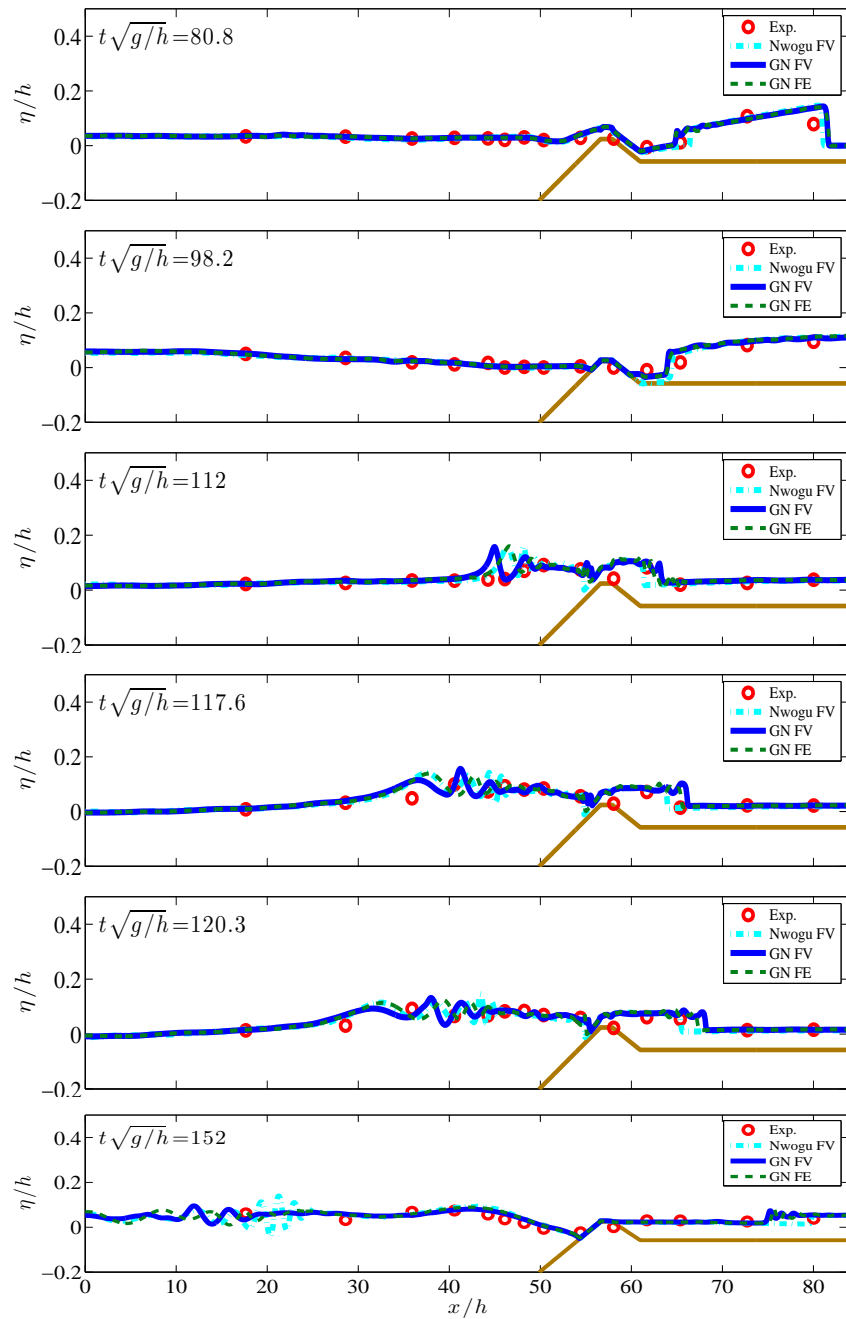 t√g/h=80.8
Exp.
Nwogu FV
GN FV
GN FE
η/h
0.4
0.2
0
−0.2
t√g/h=98.2
Exp.
Nwogu FV
GN FV
GN FE
η/h
0.4
0.2
0
−0.2
t√g/h=112
Exp.
Nwogu FV
GN FV
GN FE
η/h
0.4
0.2
0
−0.2
t√g/h=117.6
Exp.
Nwogu FV
GN FV
GN FE
η/h
0.4
0.2
0
−0.2
t√g/h=120.3
Exp.
Nwogu FV
GN FV
GN FE
η/h
0.4
0.2
0
−0.2
t√g/h=152
Exp.
Nwogu FV
GN FV
GN FE
η/h
0.4
0.2
0
−0.2
0 10 20 30 40 50 60 70 80
x/h